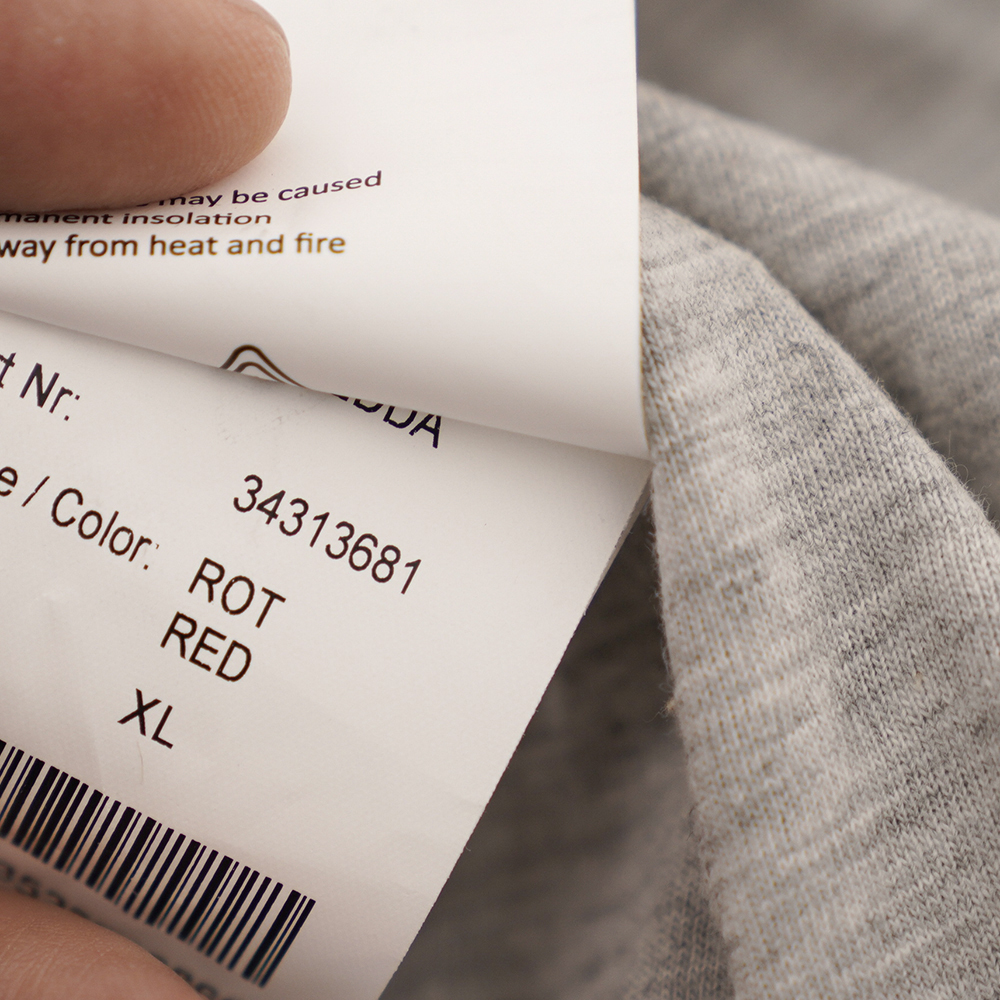 may be caused
manent insolation
way from heat and fire
DDA
t Nr:
34313681
e / Color:
ROT
RED
XL